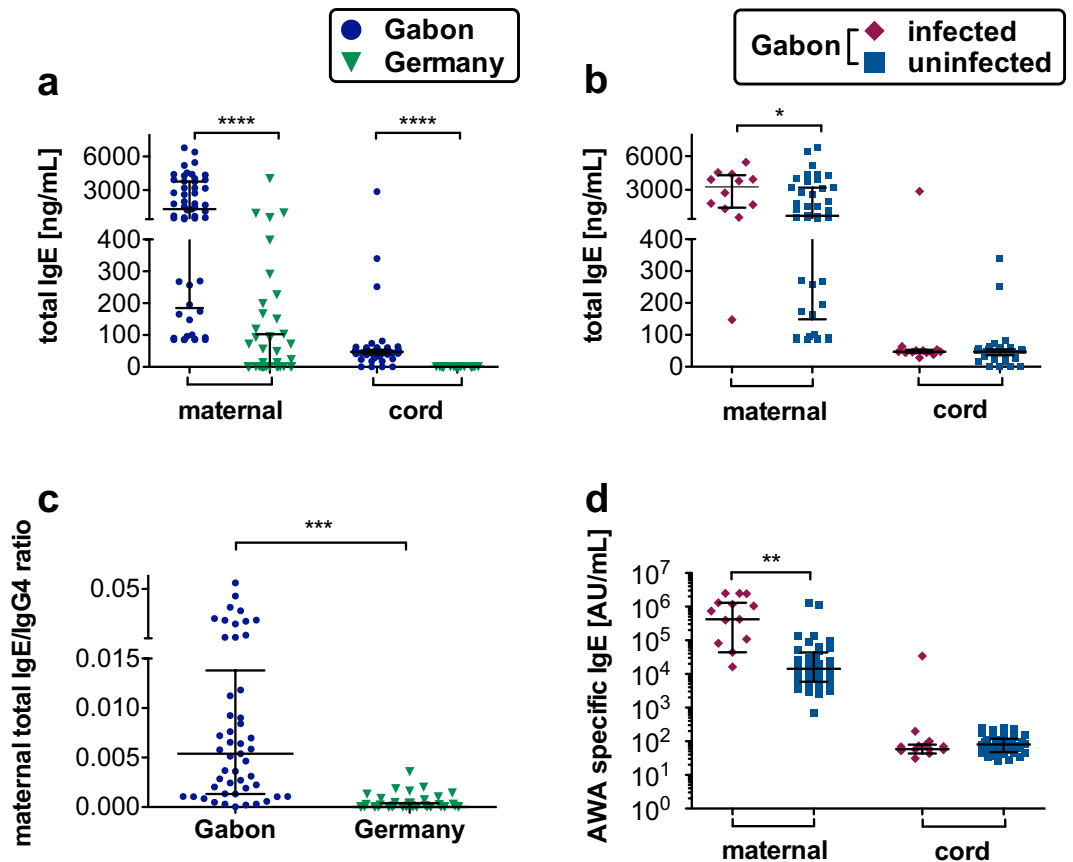 Gabon
Germany
Gabon
infected
uninfected
a
total IgE [ng/mL]
****
****
6000
3000
400
300
200
100
0
maternal
cord
b
total IgE [ng/mL]
*
6000
3000
400
300
200
100
0
maternal
cord
c
maternal total IgE/IgG4 ratio
***
0.05
0.015
0.010
0.005
0.000
Gabon
Germany
d
AWA specific IgE [AU/mL]
**
10⁷
10⁶
10⁵
10⁴
10³
10²
10¹
10⁰
maternal
cord